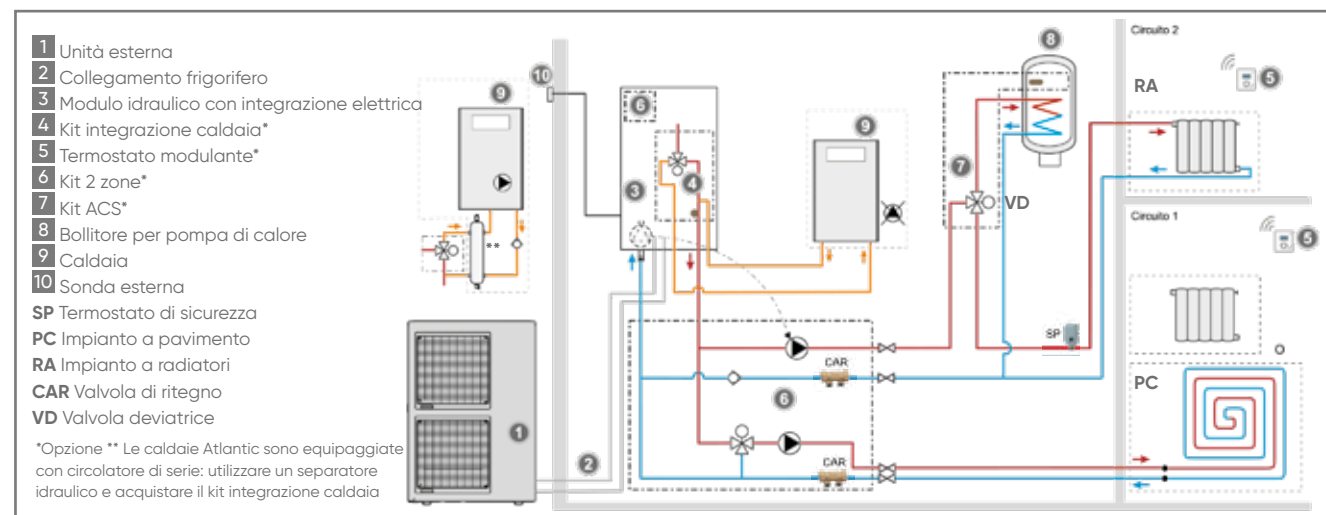 1 Unità esterna
2 Collegamento frigorifero
3 Modulo idraulico con integrazione elettrica
4 Kit integrazione caldaia*
5 Termostato modulante*
6 Kit 2 zone*
7 Kit ACS*
8 Bollitore per pompa di calore
9 Caldaia
10 Sonda esterna
SP Termostato di sicurezza
PC Impianto a pavimento
RA Impianto a radiatori
CAR Valvola di ritegno
VD Valvola deviatrice
*Opzione ** Le caldaie Atlantic sono equipaggiate
con circolatore di serie: utilizzare un separatore
idraulico e acquistare il kit integrazione caldaia
9
**
10
6
3
4
9
8
7
VD
Circuito 2
RA
5
Circuito 1
5
SP
O
PC
CAR
6
CAR
1
2